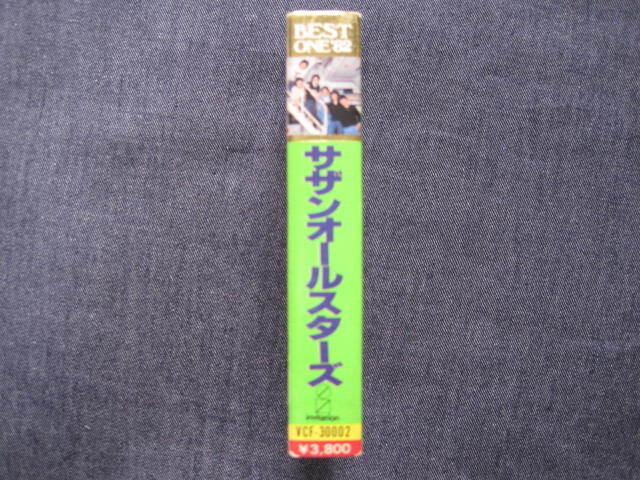 BEST
ONE '82
サザンオールスターズ
invitation
VCF-30002
¥3,800